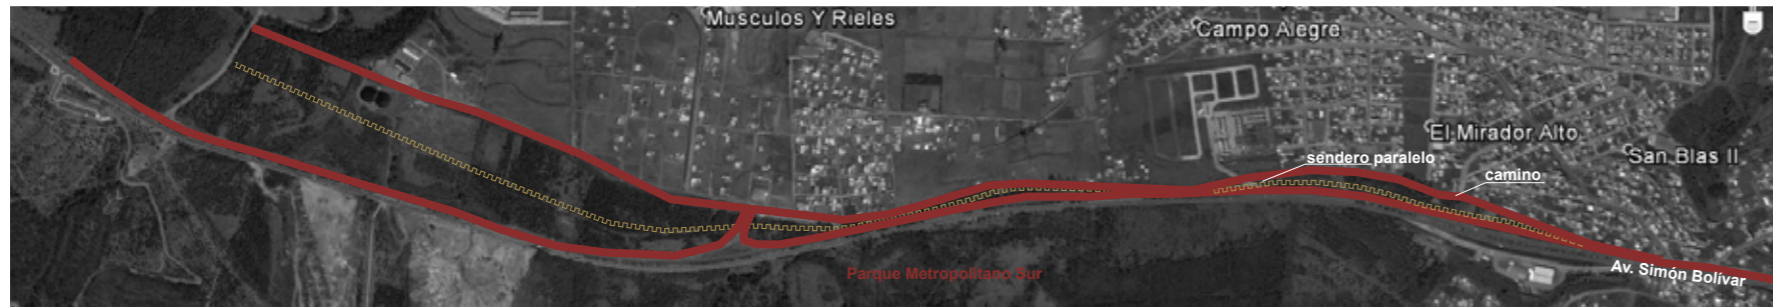 Musculos Y Rieles
Campo Alegre
El Mirador Alto
sendero paralelo
San Blas II
camino
Parque Metropolitano Sur
Av. Simón Bolívar